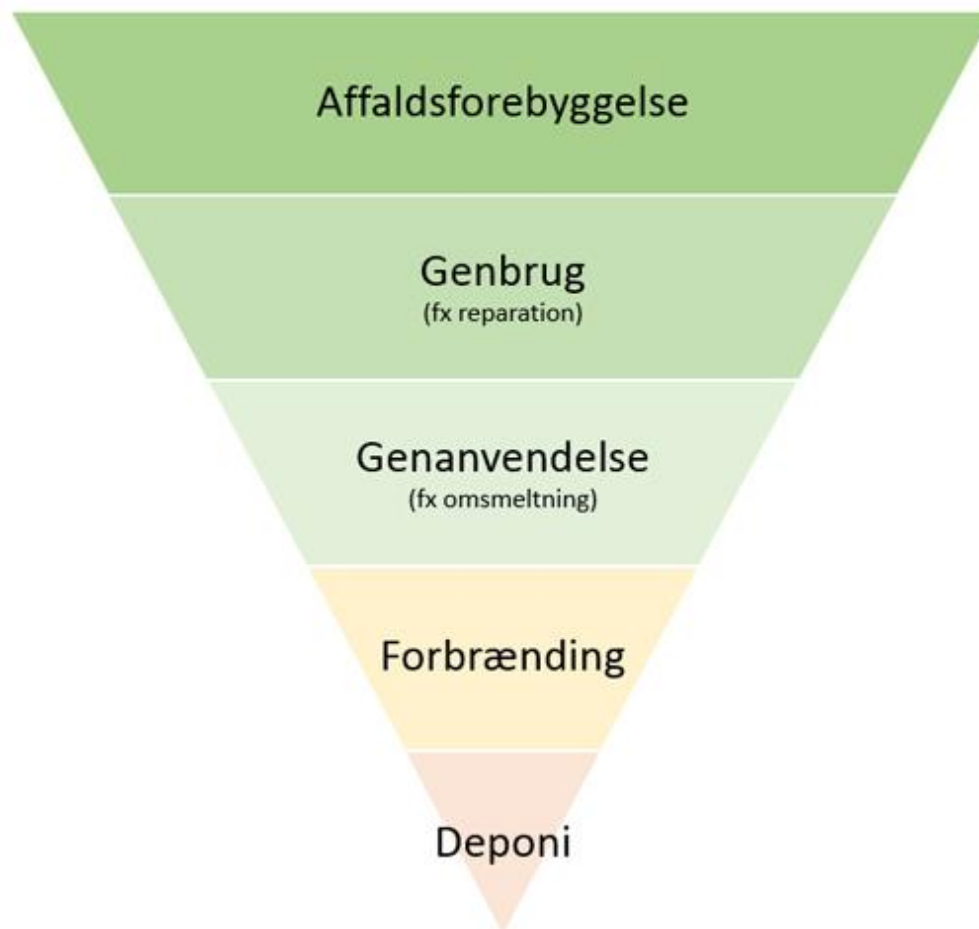 Affaldsforebyggelse
Genbrug
(fx reparation)
Genanvendelse
(fx omsmeltning)
Forbrænding
Deponi